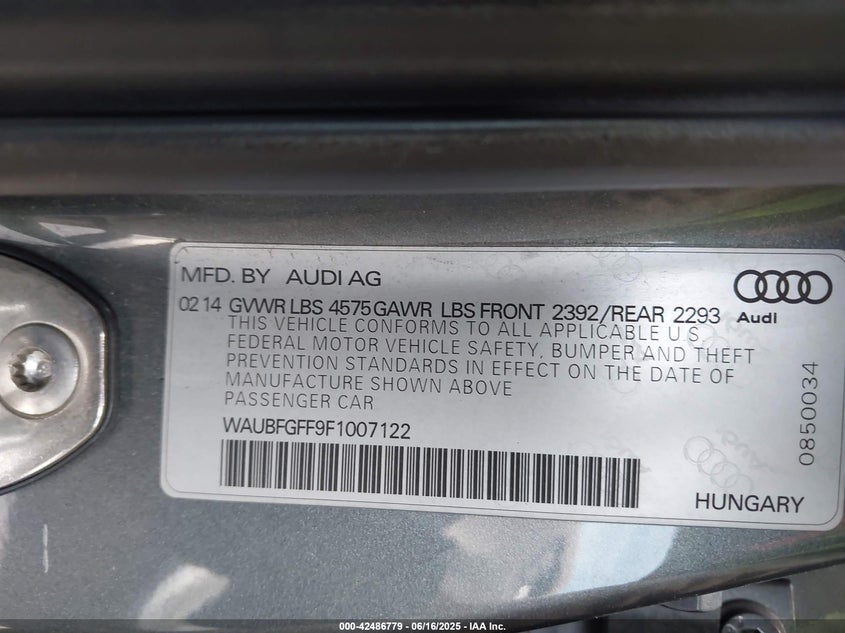 MFD. BY AUDI AG
02 14 GVWR LBS 4575 GAWR LBS FRONT 2392/REAR 2293
THIS VEHICLE CONFORMS TO ALL APPLICABLE U.S.
FEDERAL MOTOR VEHICLE SAFETY, BUMPER AND THEFT
PREVENTION STANDARDS IN EFFECT ON THE DATE OF
MANUFACTURE SHOWN ABOVE
PASSENGER CAR
WAUBFGFF9F1007122
Audi
0850034
HUNGARY
000-42486779 - 06/16/2025 - IAA Inc.